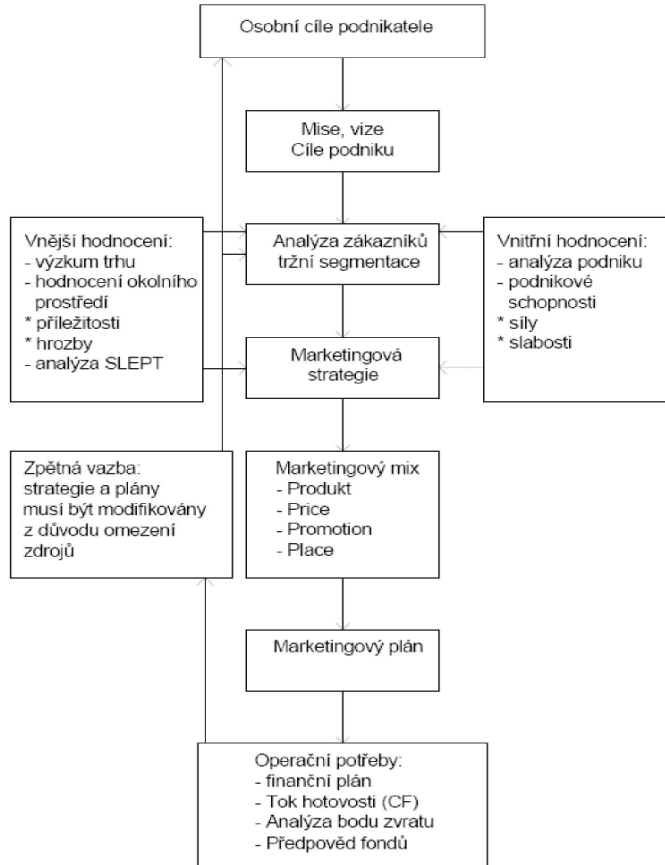 Osobní cíle podnikatele
Mise, vize
Cíle podniku
Vnější hodnocení:
- výzkum trhu
- hodnocení okolního
prostředí
* příležitosti
* hrozby
- analýza SLEPT
Analýza zákazníků
tržní segmentace
Vnitřní hodnocení:
- analýza podniku
- podnikové
schopnosti
* síly
* slabosti
Marketingová
strategie
Zpětná vazba:
strategie a plány
musí být modifikovány
z důvodu omezení
zdrojů
Marketingový mix
- Produkt
- Price
- Promotion
- Place
Marketingový plán
Operační potřeby:
- finanční plán
- Tok hotovosti (CF)
- Analýza bodu zvratu
- Předpověd fondů